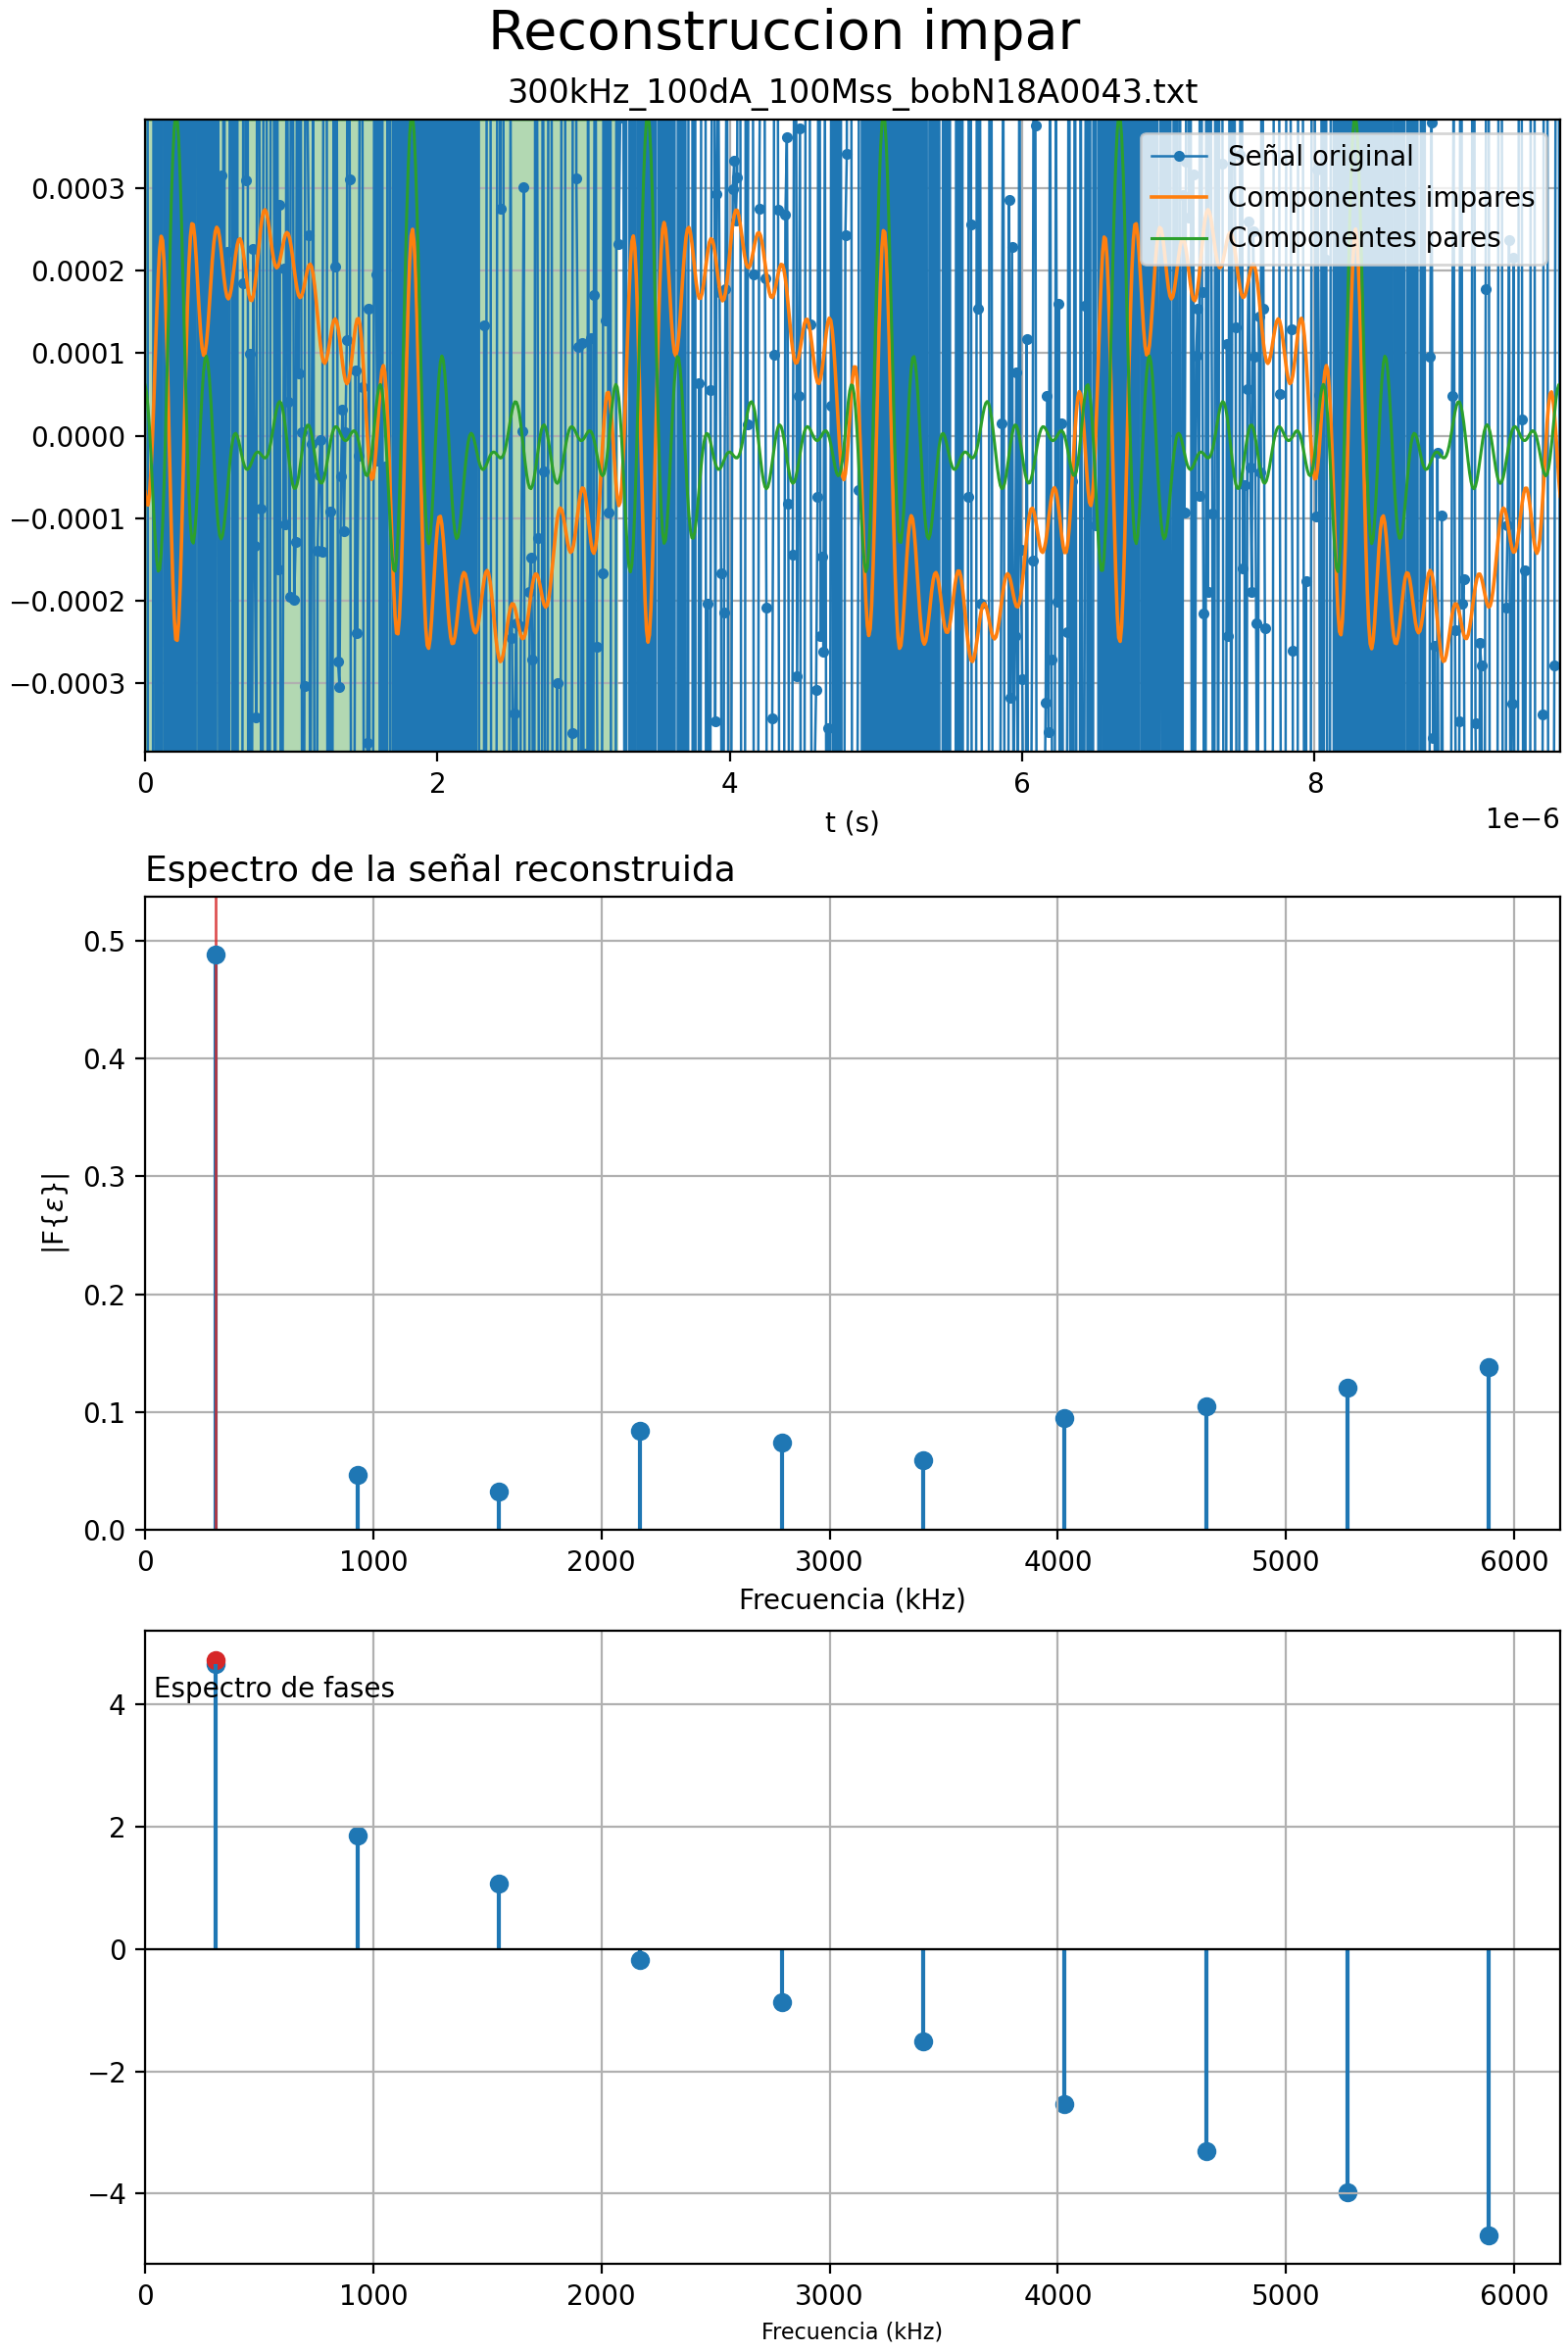 Reconstruccion impar
300kHz_100dA_100Mss_bobN18A0043.txt
Señal original
Componentes impares
Componentes pares
0.0003
0.0002
0.0001
0.0000
−0.0001
−0.0002
−0.0003
0 2 4 6 8
t (s)
1e−6
Espectro de la señal reconstruida
0.5
0.4
0.3
0.2
0.1
0.0
|F{ε}|
0 1000 2000 3000 4000 5000 6000
Frecuencia (kHz)
Espectro de fases
4
2
0
−2
−4
0 1000 2000 3000 4000 5000 6000
Frecuencia (kHz)